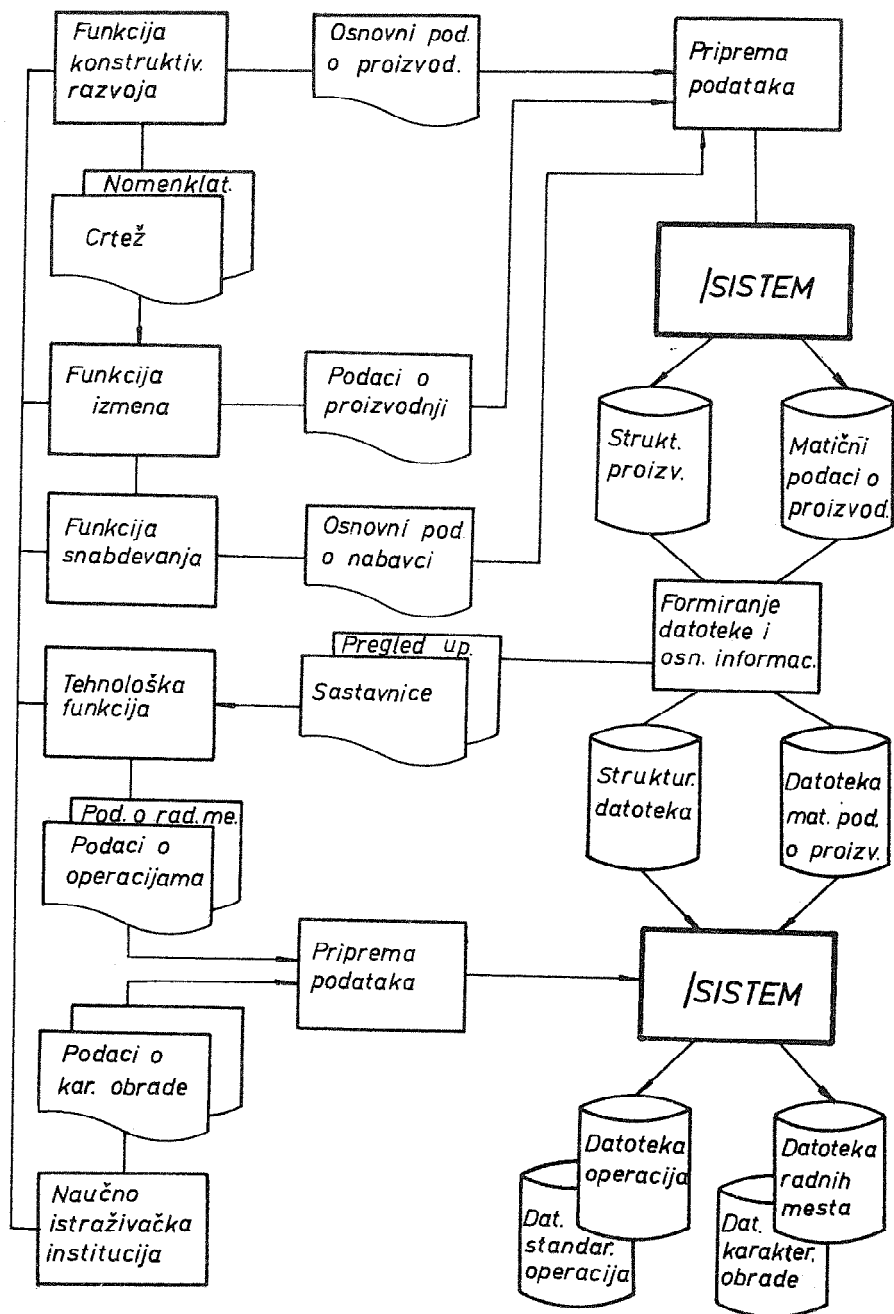 Funkcija
konstruktiv.
razvoja
Osnovni pod.
o proizvod.
Priprema
podataka
Nomenklat.
Crtež
/SISTEM
Funkcija
izmena
Podaci o
proizvodnji
Strukt.
proizv.
Matični
podaci o
proizvod.
Funkcija
snabdevanja
Osnovni pod.
o nabavci
Formiranje
datoteke i
osn. informac.
Pregled up.
Sastavnice
Tehnološka
funkcija
Struktur.
datoteka
Datoteka
mat. pod.
o proizv.
Pod. o rad. me.
Podaci o
operacijama
Priprema
podataka
/SISTEM
Podaci o
kar. obrade
Datoteka
operacija
Datoteka
radnih
mesta
Naučno
istraživačka
institucija
Dat.
standar.
operacija
Dat.
karakter.
obrade